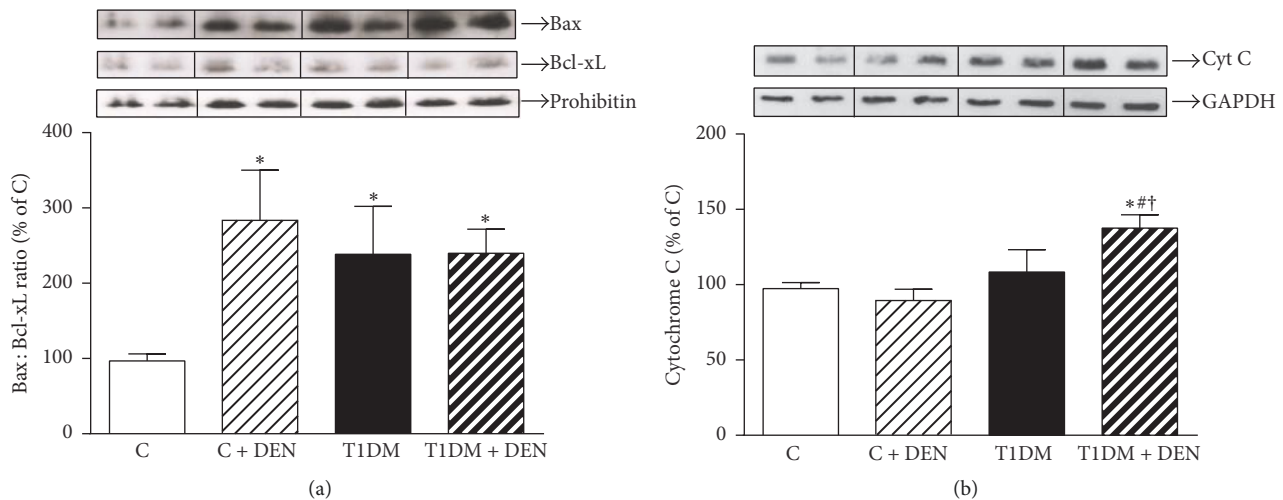 Bax
Bcl-xL
Prohibitin
400
300
200
100
0
Bax : Bcl-xL ratio (% of C)
*
*
*
C
C + DEN
T1DM
T1DM + DEN
(a)
Cyt C
GAPDH
200
150
100
50
0
Cytochrome C (% of C)
*#†
C
C + DEN
T1DM
T1DM + DEN
(b)